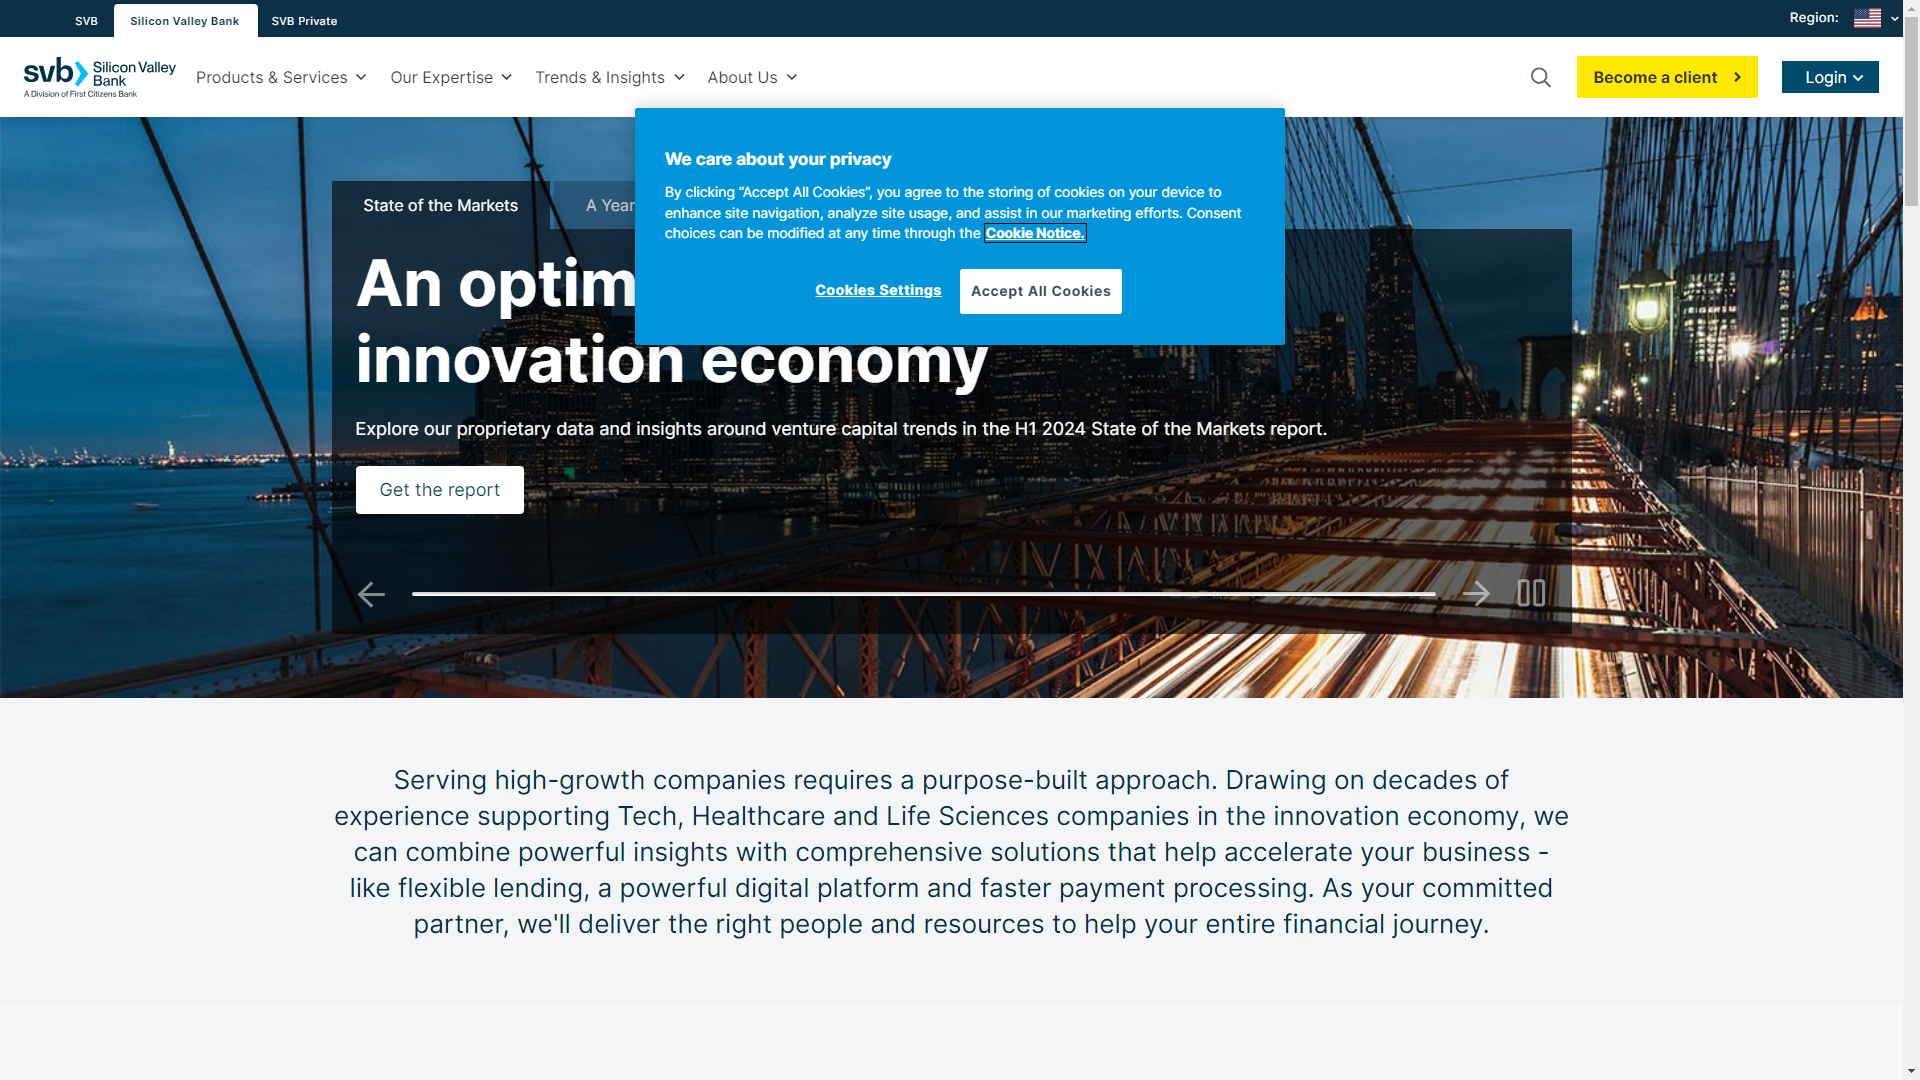 SVB
Silicon Valley Bank
SVB Private
Region:
svb Silicon Valley
Bank
A Division of First Citizens Bank
Products & Services
Our Expertise
Trends & Insights
About Us
Become a client
Login
We care about your privacy
By clicking “Accept All Cookies”, you agree to the storing of cookies on your device to
enhance site navigation, analyze site usage, and assist in our marketing efforts. Consent
choices can be modified at any time through the Cookie Notice.
Cookies Settings
Accept All Cookies
State of the Markets
A Year
An optim
innovation economy
Explore our proprietary data and insights around venture capital trends in the H1 2024 State of the Markets report.
Get the report
Serving high-growth companies requires a purpose-built approach. Drawing on decades of
experience supporting Tech, Healthcare and Life Sciences companies in the innovation economy, we
can combine powerful insights with comprehensive solutions that help accelerate your business -
like flexible lending, a powerful digital platform and faster payment processing. As your committed
partner, we'll deliver the right people and resources to help your entire financial journey.